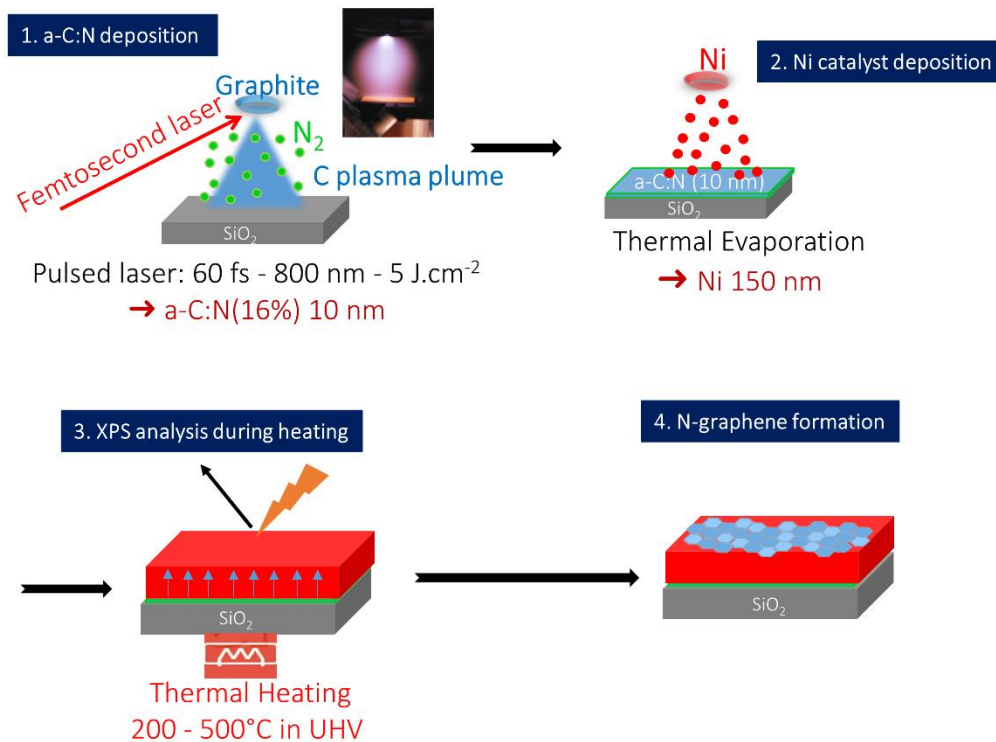 1. a-C:N deposition
Graphite
Femtosecond laser
N₂
C plasma plume
SiO₂
Pulsed laser: 60 fs - 800 nm - 5 J.cm⁻²
➔ a-C:N(16%) 10 nm
2. Ni catalyst deposition
Ni
a-C:N (10 nm)
SiO₂
Thermal Evaporation
➔ Ni 150 nm
3. XPS analysis during heating
SiO₂
Thermal Heating
200 - 500°C in UHV
4. N-graphene formation
SiO₂